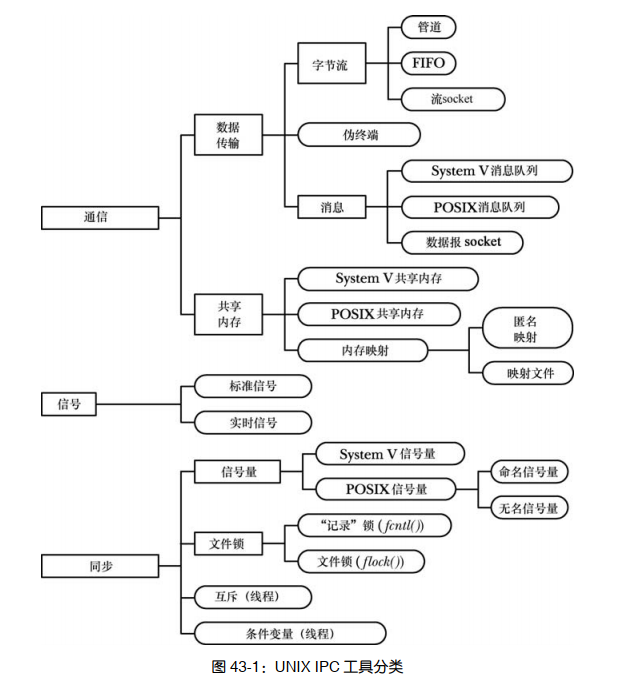 管道
字节流
FIFO
流socket
数据
传输
伪终端
System V消息队列
消息
POSIX消息队列
通信
数据报 socket
System V共享内存
共享
内存
POSIX共享内存
匿名
映射
内存映射
映射文件
标准信号
信号
实时信号
System V信号量
信号量
命名信号量
POSIX信号量
无名信号量
“记录”锁 (fcntl())
文件锁
文件锁 (flock())
同步
互斥（线程）
条件变量（线程）
图 43-1：UNIX IPC 工具分类